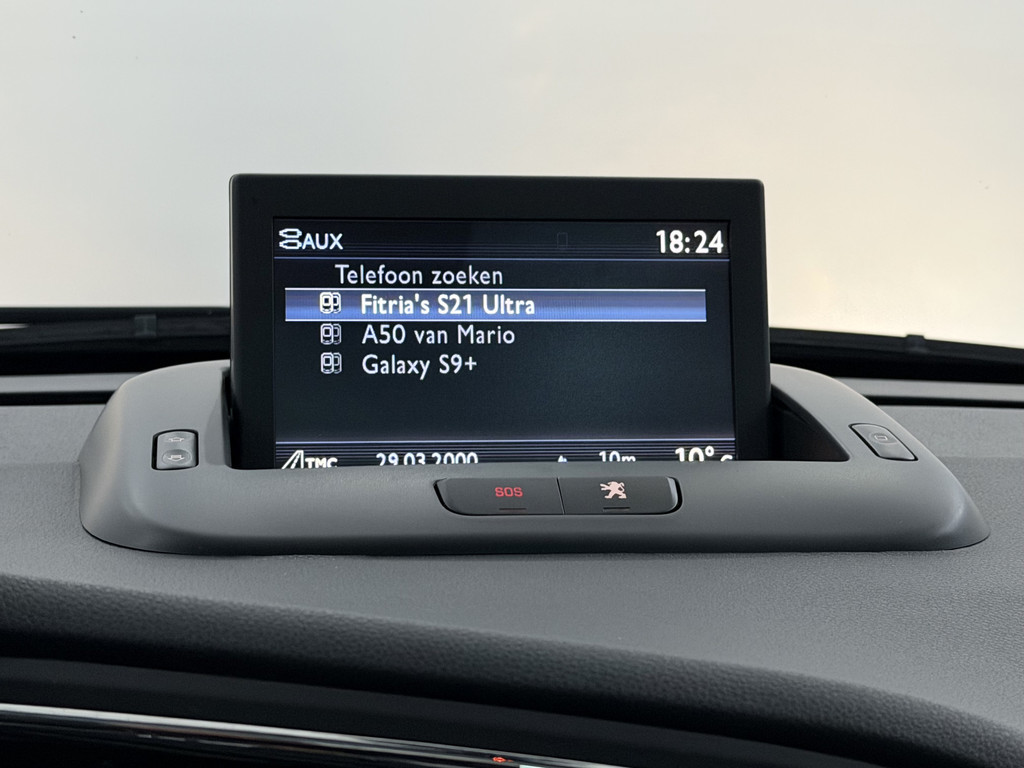 AUX 18:24
Telefoon zoeken
Fitria's S21 Ultra
A50 van Mario
Galaxy S9+
TMC 29.03.2000 10m 10°C
SOS